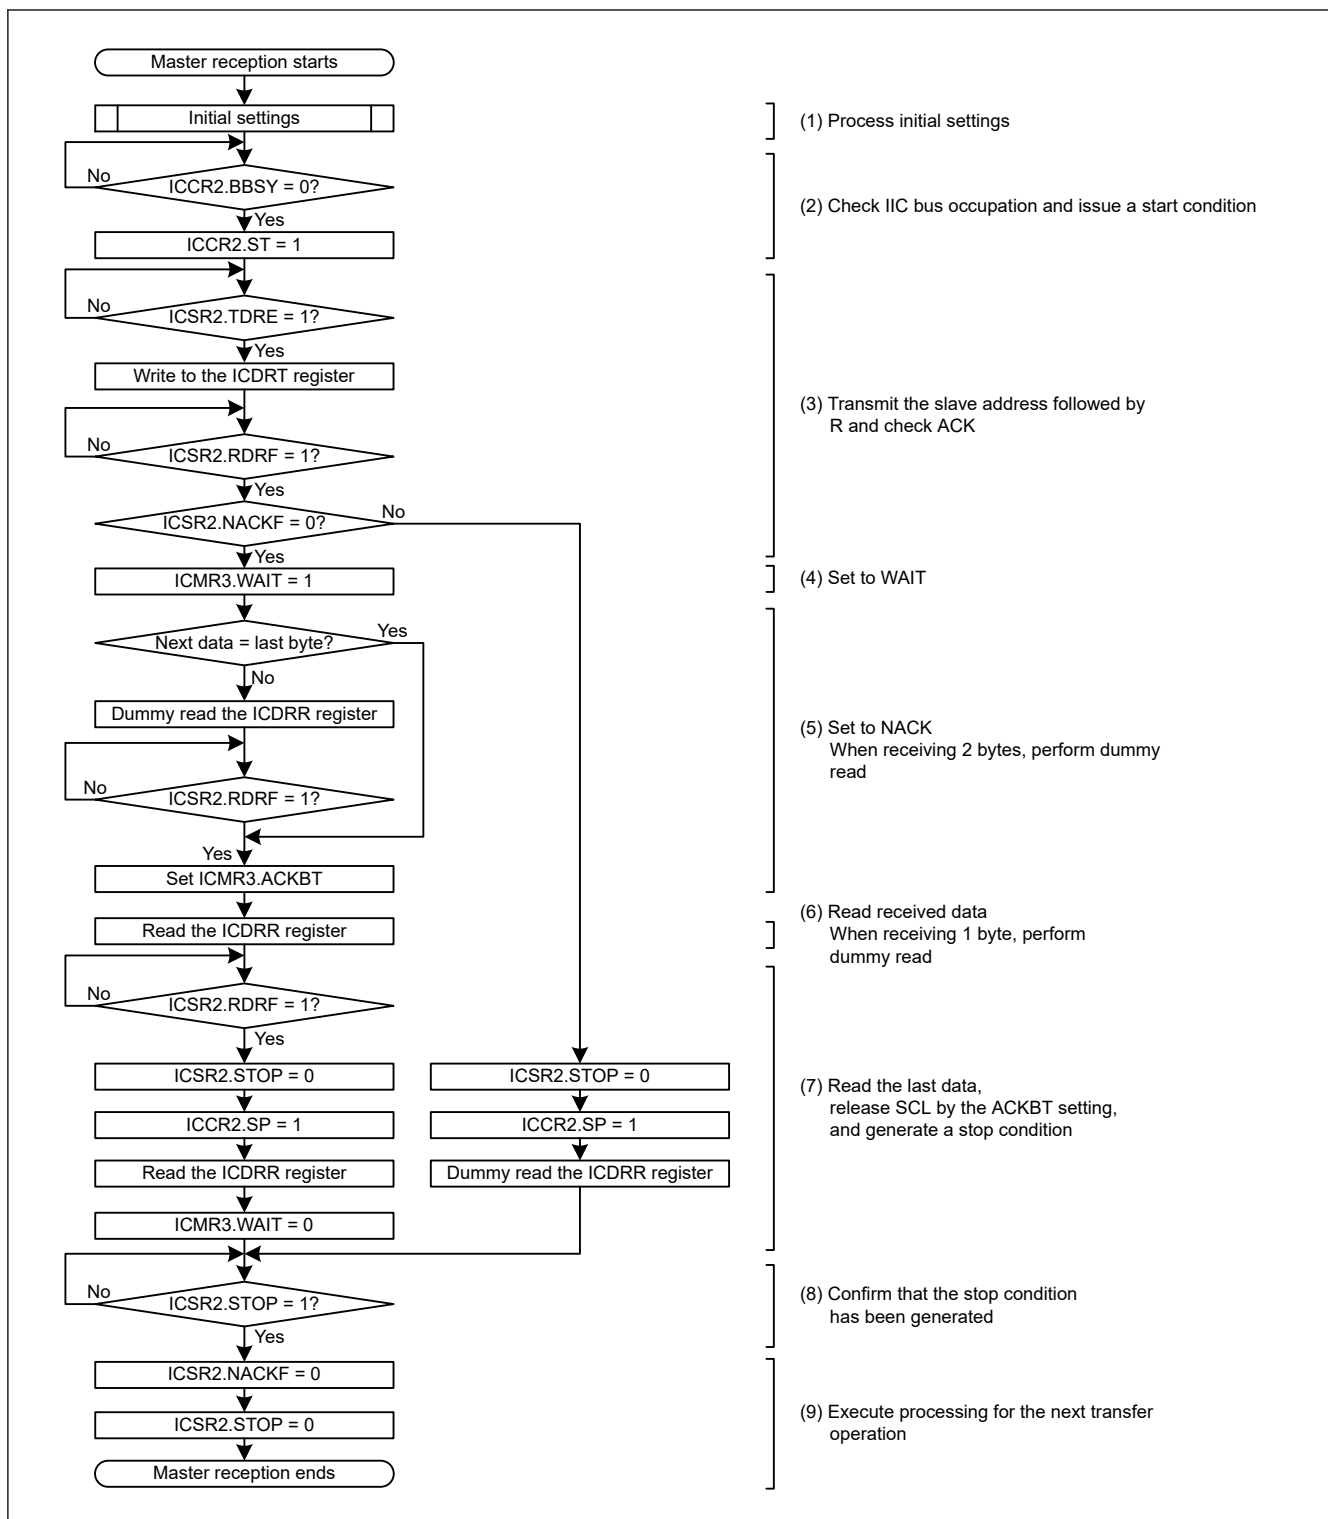 Master reception starts
Initial settings
(1) Process initial settings
No
ICCR2.BBSY = 0?
Yes
ICCR2.ST = 1
(2) Check IIC bus occupation and issue a start condition
No
ICSR2.TDRE = 1?
Yes
Write to the ICDRT register
No
ICSR2.RDRF = 1?
Yes
ICSR2.NACKF = 0?
No
Yes
(3) Transmit the slave address followed by
R and check ACK
ICMR3.WAIT = 1
(4) Set to WAIT
Next data = last byte?
Yes
No
Dummy read the ICDRR register
No
ICSR2.RDRF = 1?
Yes
Set ICMR3.ACKBT
(5) Set to NACK
When receiving 2 bytes, perform dummy
read
Read the ICDRR register
(6) Read received data
When receiving 1 byte, perform
dummy read
No
ICSR2.RDRF = 1?
Yes
ICSR2.STOP = 0
ICCR2.SP = 1
Read the ICDRR register
ICMR3.WAIT = 0
ICSR2.STOP = 0
ICCR2.SP = 1
Dummy read the ICDRR register
(7) Read the last data,
release SCL by the ACKBT setting,
and generate a stop condition
No
ICSR2.STOP = 1?
Yes
(8) Confirm that the stop condition
has been generated
ICSR2.NACKF = 0
ICSR2.STOP = 0
Master reception ends
(9) Execute processing for the next transfer
operation